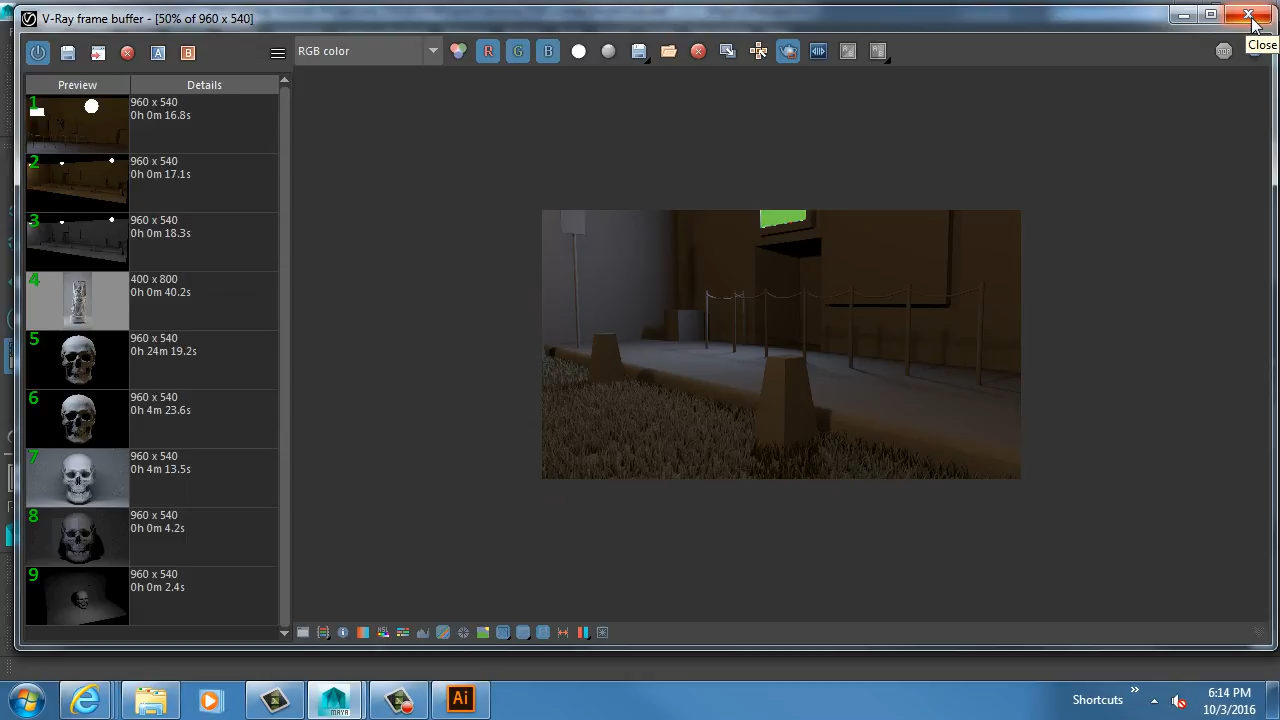 V-Ray frame buffer - [50% of 960 x 540]
Close
A
B
RGB color
R
G
B
STOP
Preview
Details
1
960 x 540
0h 0m 16.8s
2
960 x 540
0h 0m 17.1s
3
960 x 540
0h 0m 18.3s
4
400 x 800
0h 0m 40.2s
5
960 x 540
0h 24m 19.2s
6
960 x 540
0h 4m 23.6s
7
960 x 540
0h 4m 13.5s
8
960 x 540
0h 0m 4.2s
9
960 x 540
0h 0m 2.4s
HSL
MAYA
Ai
Shortcuts
6:14 PM
10/3/2016